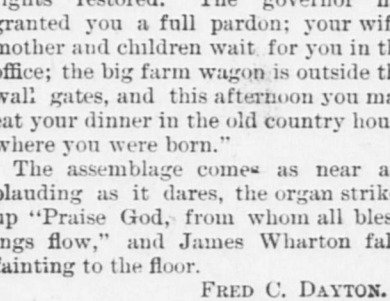 rights restored. The governor h
granted you a full pardon; your wif
mother and children wait for you in th
office; the big farm wagon is outside th
wall gates, and this afternoon you ma
eat your dinner in the old country hou
where you were born."
The assemblage comes as near a
plauding as it dares, the organ strik
up "Praise God, from whom all bles
ings flow," and James Wharton fal
fainting to the floor.
FRED C. DAYTON.